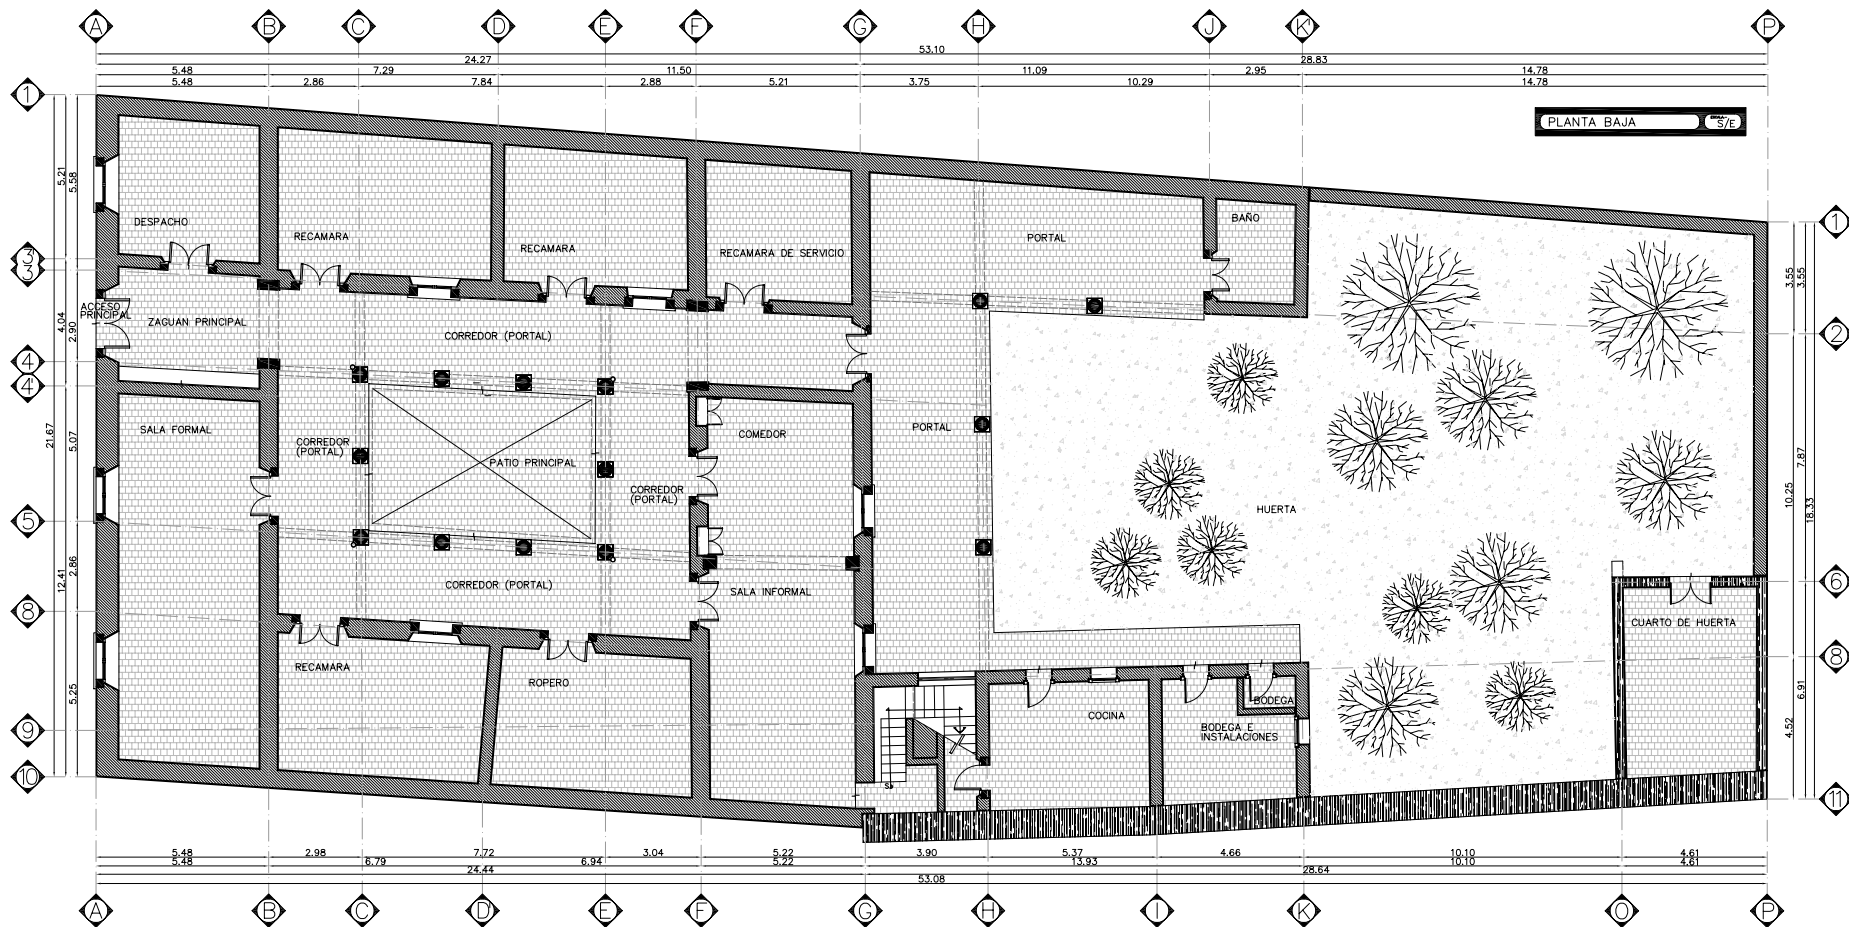 A B C D E F G H J K' P
53.10
24.27 28.83
5.48 7.29 11.50 11.09 2.95 14.78
5.48 2.86 7.84 2.88 5.21 3.75 10.29 14.78
PLANTA BAJA S/E
1
3
3
4
4
5
8
9
10
5.21
4.04
21.67
12.41
5.58
2.90
5.07
2.86
5.25
DESPACHO
RECAMARA
RECAMARA
RECAMARA DE SERVICIO
PORTAL
BAÑO
ACCESO
PRINCIPAL
ZAGUAN PRINCIPAL
CORREDOR (PORTAL)
SALA FORMAL
CORREDOR
(PORTAL)
PATIO PRINCIPAL
CORREDOR
(PORTAL)
COMEDOR
PORTAL
HUERTA
CORREDOR (PORTAL)
SALA INFORMAL
CUARTO DE HUERTA
RECAMARA
ROPERO
COCINA
BODEGA
BODEGA E
INSTALACIONES
1
2
6
8
11
3.55
3.55
7.87
10.25
18.33
6.91
4.52
5.48 2.98 7.72 3.04 5.22 3.90 5.37 4.66 10.10 4.61
5.48 6.79 6.94 5.22 13.93 10.10 4.61
24.44 28.64
53.08
A B C D' E F G H I K O P